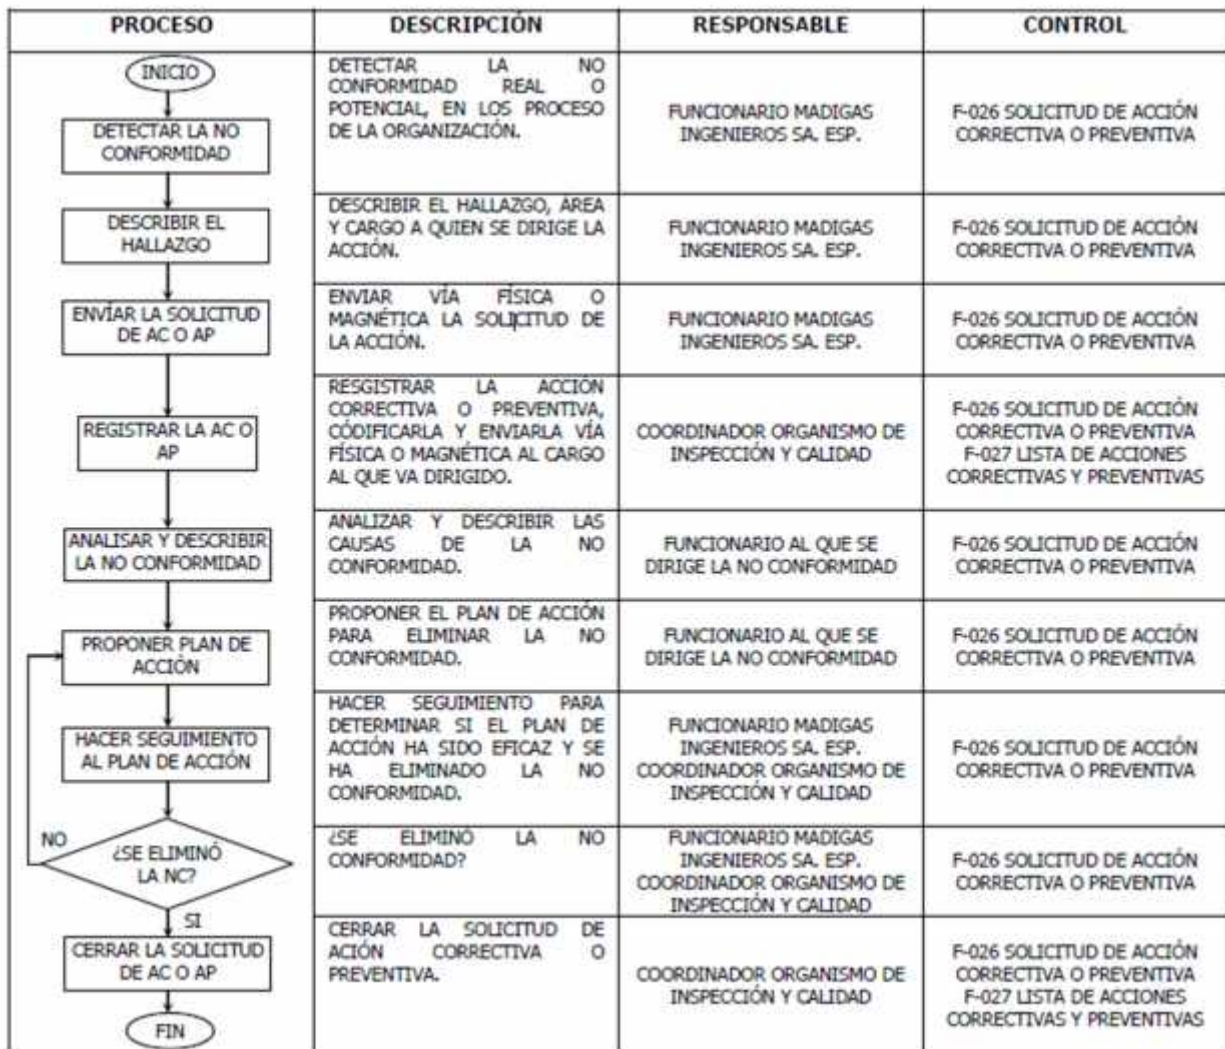 PROCESO DESCRIPCIÓN RESPONSABLE CONTROL
INICIO
DETECTAR LA NO
CONFORMIDAD
DETECTAR LA NO
CONFORMIDAD REAL O
POTENCIAL, EN LOS PROCESO
DE LA ORGANIZACIÓN.
FUNCIONARIO MADIGAS
INGENIEROS SA. ESP.
F-026 SOLICITUD DE ACCIÓN
CORRECTIVA O PREVENTIVA
DESCRIBIR EL
HALLAZGO
DESCRIBIR EL HALLAZGO, ÁREA
Y CARGO A QUIEN SE DIRIGE LA
ACCIÓN.
FUNCIONARIO MADIGAS
INGENIEROS SA. ESP.
F-026 SOLICITUD DE ACCIÓN
CORRECTIVA O PREVENTIVA
ENVÍAR LA SOLICITUD
DE AC O AP
ENVIAR VÍA FÍSICA O
MAGNÉTICA LA SOLICITUD DE
LA ACCIÓN.
FUNCIONARIO MADIGAS
INGENIEROS SA. ESP.
F-026 SOLICITUD DE ACCIÓN
CORRECTIVA O PREVENTIVA
REGISTRAR LA AC O
AP
RESGISTRAR LA ACCIÓN
CORRECTIVA O PREVENTIVA,
CÓDIFICARLA Y ENVIARLA VÍA
FÍSICA O MAGNÉTICA AL CARGO
AL QUE VA DIRIGIDO.
COORDINADOR ORGANISMO DE
INSPECCIÓN Y CALIDAD
F-026 SOLICITUD DE ACCIÓN
CORRECTIVA O PREVENTIVA
F-027 LISTA DE ACCIONES
CORRECTIVAS Y PREVENTIVAS
ANALISAR Y DESCRIBIR
LA NO CONFORMIDAD
ANALIZAR Y DESCRIBIR LAS
CAUSAS DE LA NO
CONFORMIDAD.
FUNCIONARIO AL QUE SE
DIRIGE LA NO CONFORMIDAD
F-026 SOLICITUD DE ACCIÓN
CORRECTIVA O PREVENTIVA
PROPONER PLAN DE
ACCIÓN
PROPONER EL PLAN DE ACCIÓN
PARA ELIMINAR LA NO
CONFORMIDAD.
FUNCIONARIO AL QUE SE
DIRIGE LA NO CONFORMIDAD
F-026 SOLICITUD DE ACCIÓN
CORRECTIVA O PREVENTIVA
HACER SEGUIMIENTO
AL PLAN DE ACCIÓN
HACER SEGUIMIENTO PARA
DETERMINAR SI EL PLAN DE
ACCIÓN HA SIDO EFICAZ Y SE
HA ELIMINADO LA NO
CONFORMIDAD.
FUNCIONARIO MADIGAS
INGENIEROS SA. ESP.
COORDINADOR ORGANISMO DE
INSPECCIÓN Y CALIDAD
F-026 SOLICITUD DE ACCIÓN
CORRECTIVA O PREVENTIVA
NO
¿SE ELIMINÓ
LA NC?
SI
¿SE ELIMINÓ LA NO
CONFORMIDAD?
FUNCIONARIO MADIGAS
INGENIEROS SA. ESP.
COORDINADOR ORGANISMO DE
INSPECCIÓN Y CALIDAD
F-026 SOLICITUD DE ACCIÓN
CORRECTIVA O PREVENTIVA
CERRAR LA SOLICITUD
DE AC O AP
CERRAR LA SOLICITUD DE
ACIÓN CORRECTIVA O
PREVENTIVA.
COORDINADOR ORGANISMO DE
INSPECCIÓN Y CALIDAD
F-026 SOLICITUD DE ACCIÓN
CORRECTIVA O PREVENTIVA
F-027 LISTA DE ACCIONES
CORRECTIVAS Y PREVENTIVAS
FIN